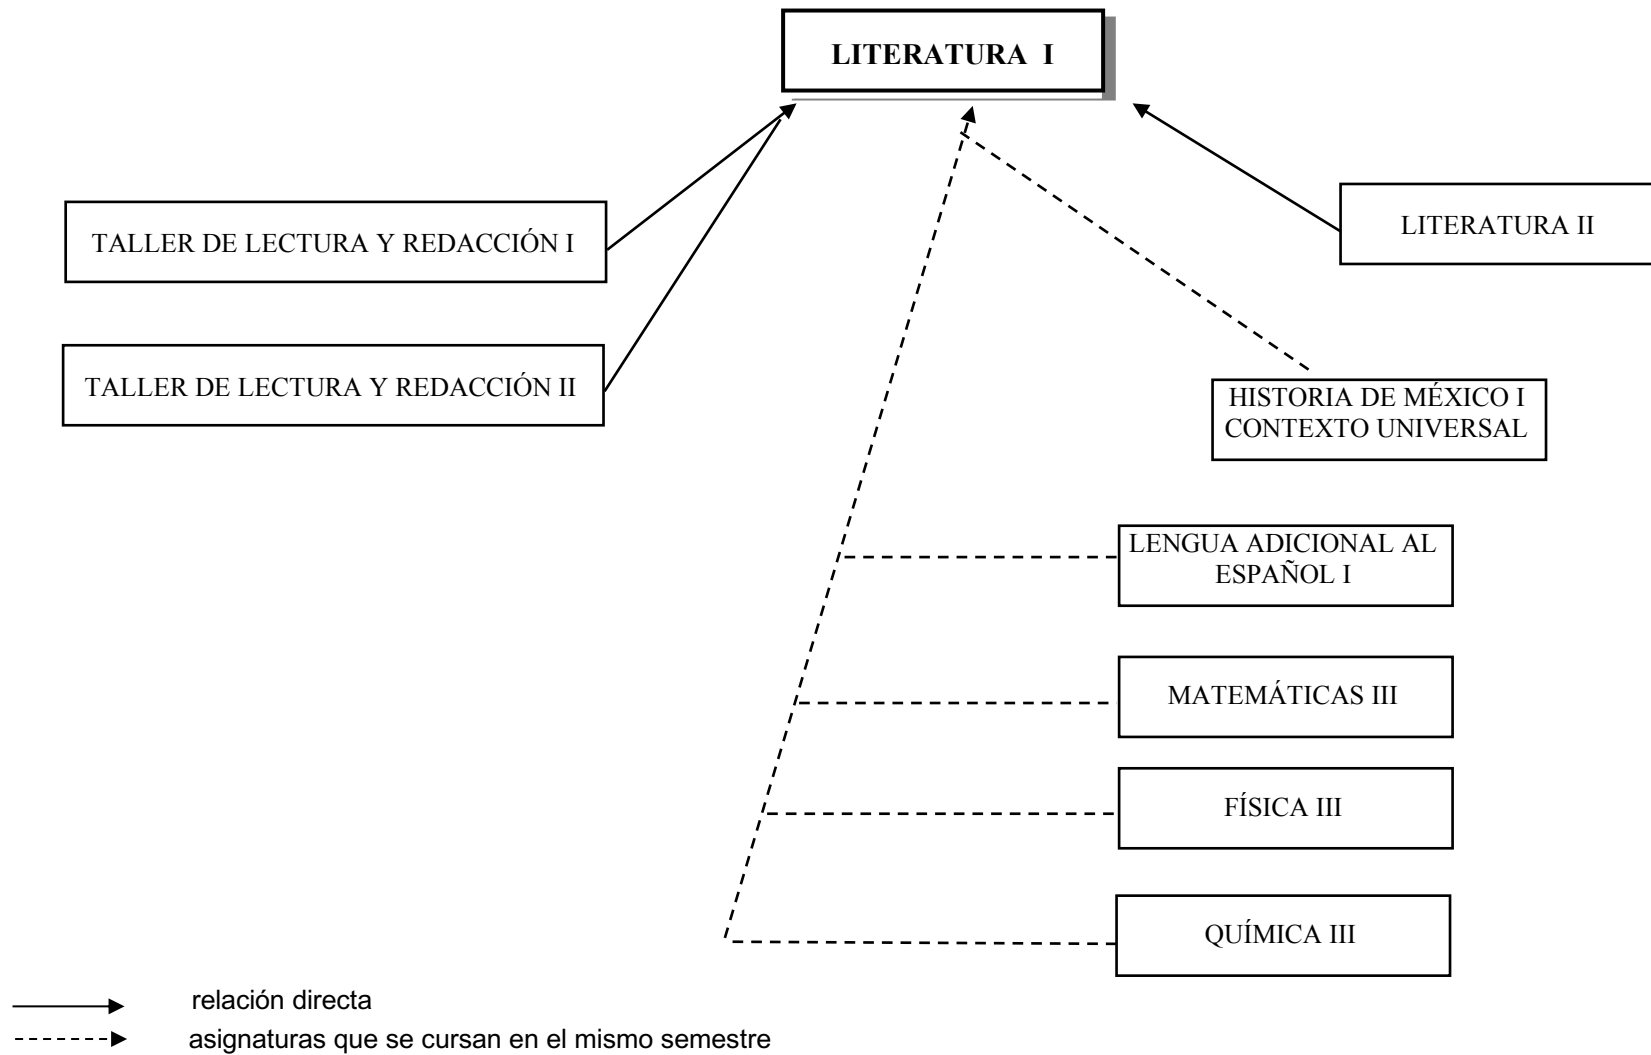 LITERATURA I
TALLER DE LECTURA Y REDACCIÓN I
LITERATURA II
TALLER DE LECTURA Y REDACCIÓN II
HISTORIA DE MÉXICO I
CONTEXTO UNIVERSAL
LENGUA ADICIONAL AL
ESPAÑOL I
MATEMÁTICAS III
FÍSICA III
QUÍMICA III
relación directa
asignaturas que se cursan en el mismo semestre